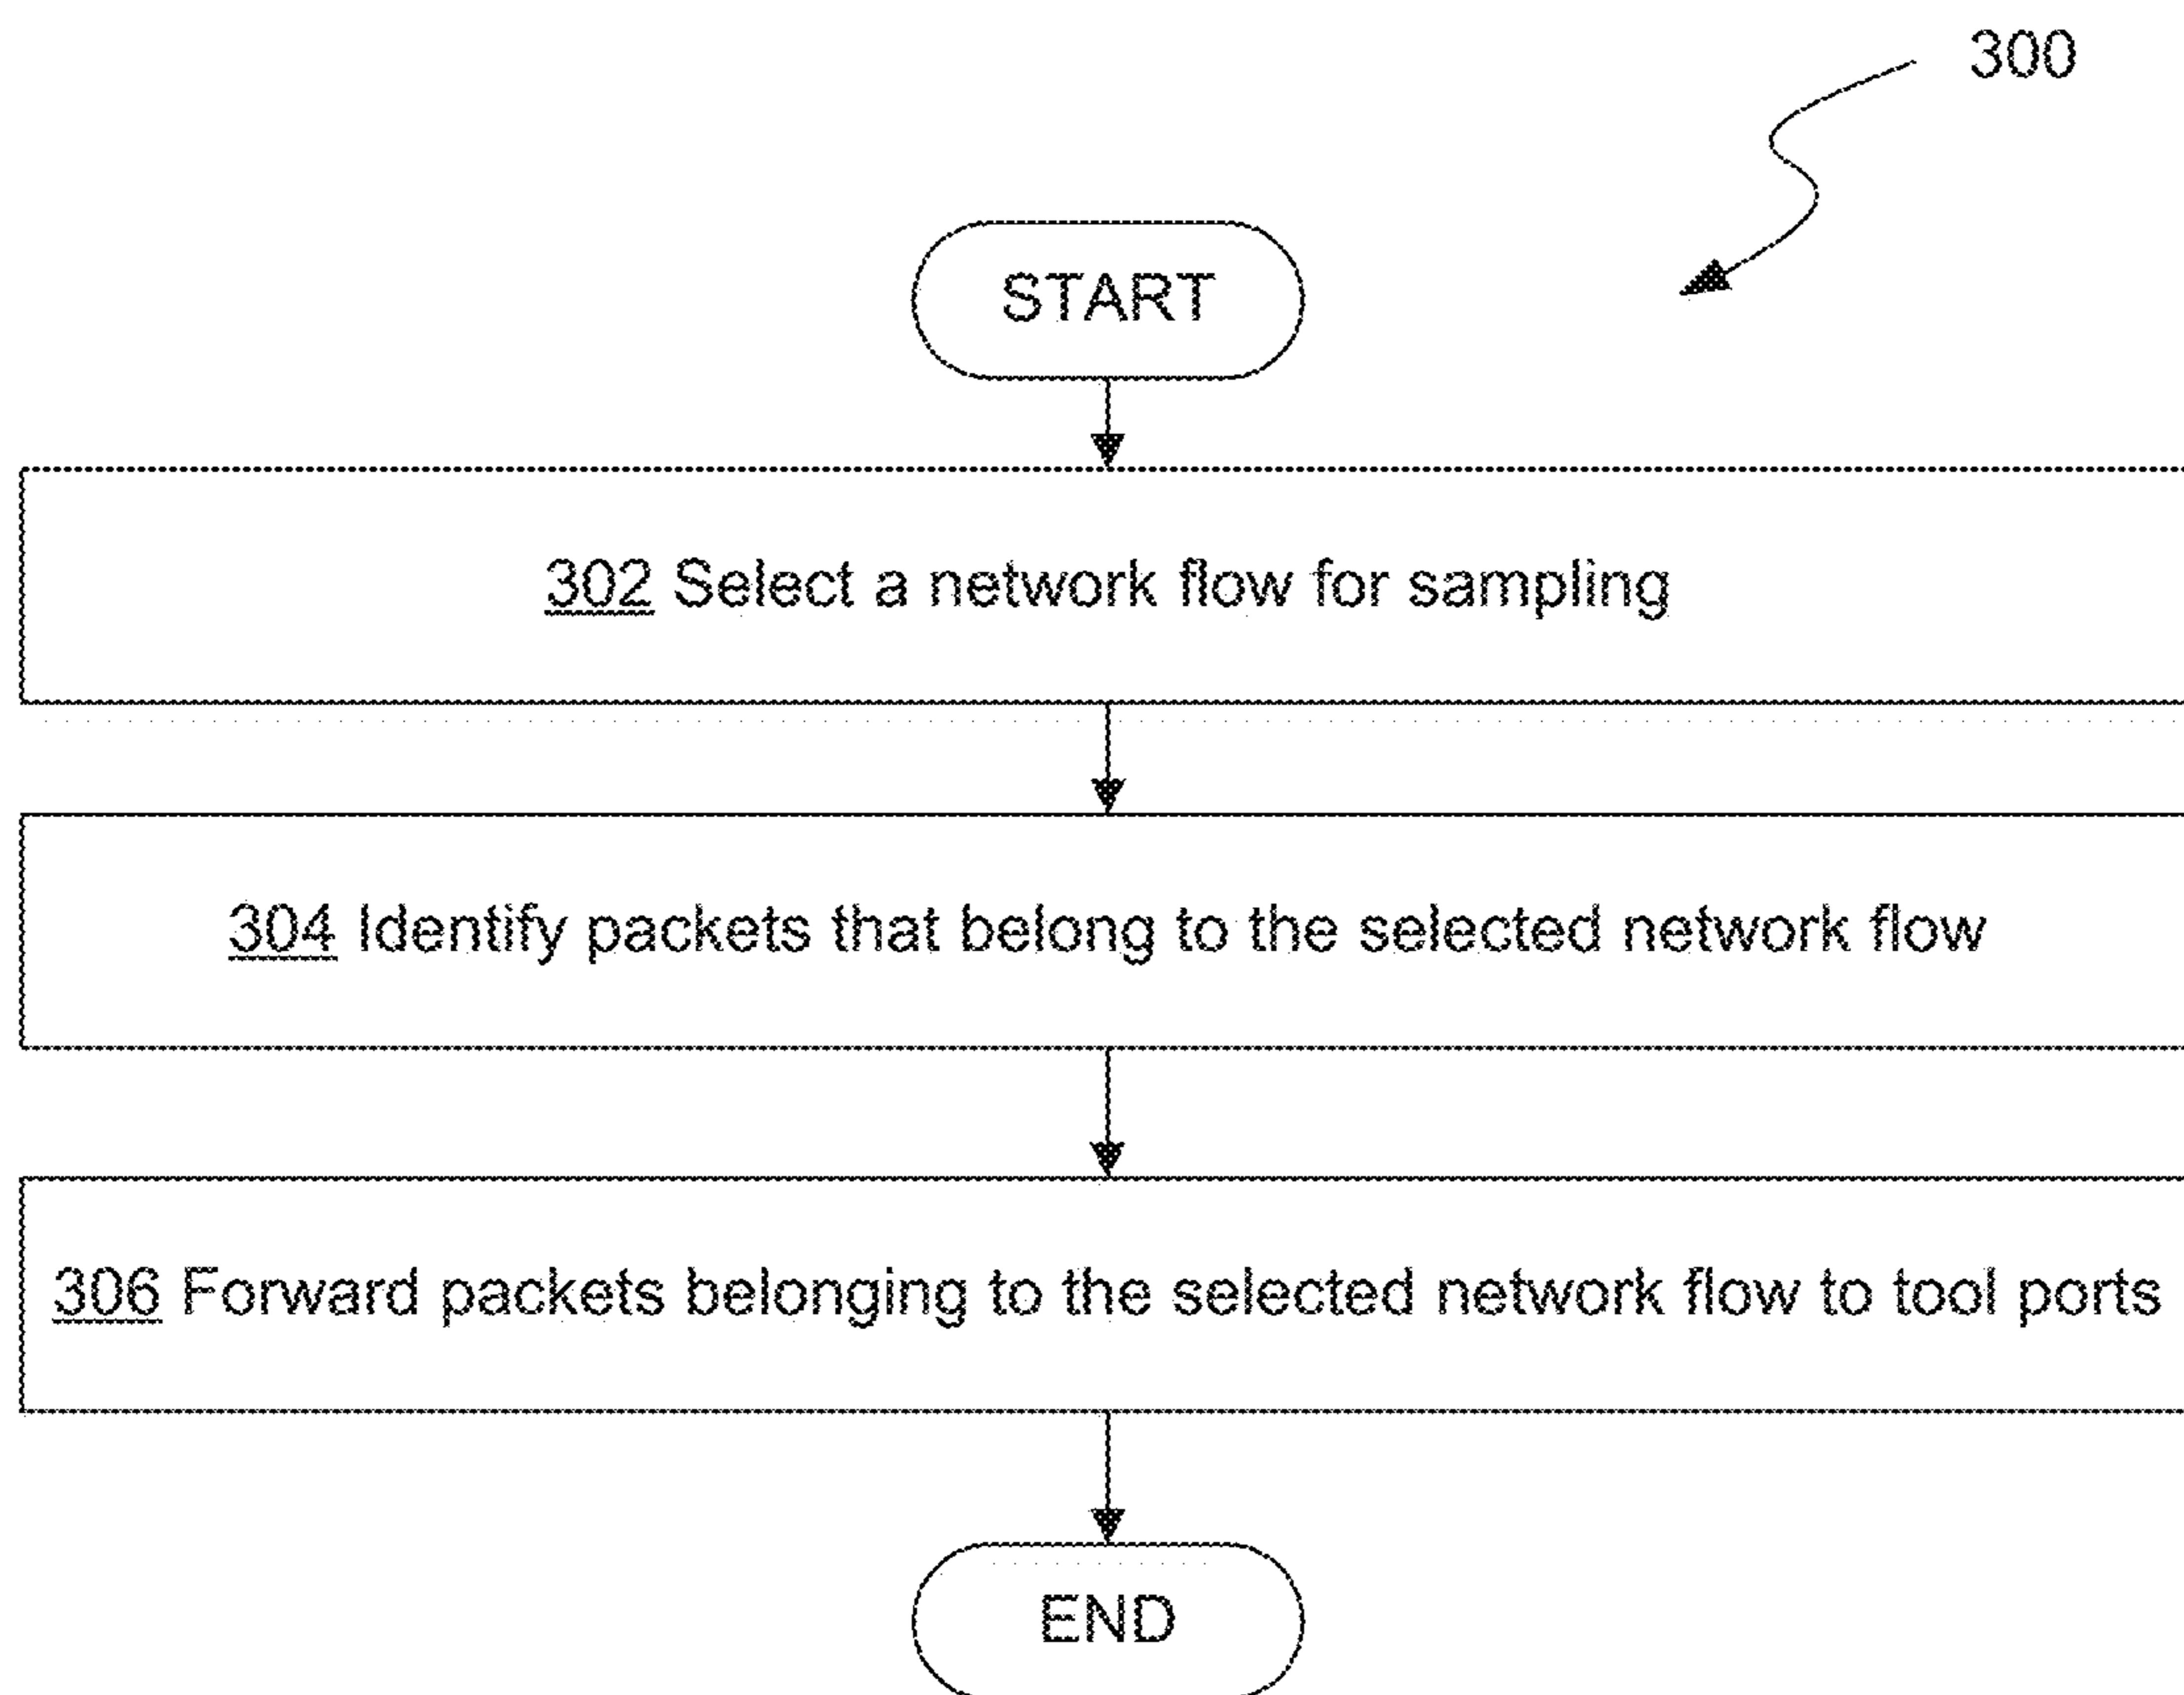 300
START
302 Select a network flow for sampling
304 Identify packets that belong to the selected network flow
306 Forward packets belonging to the selected network flow to tool ports
END